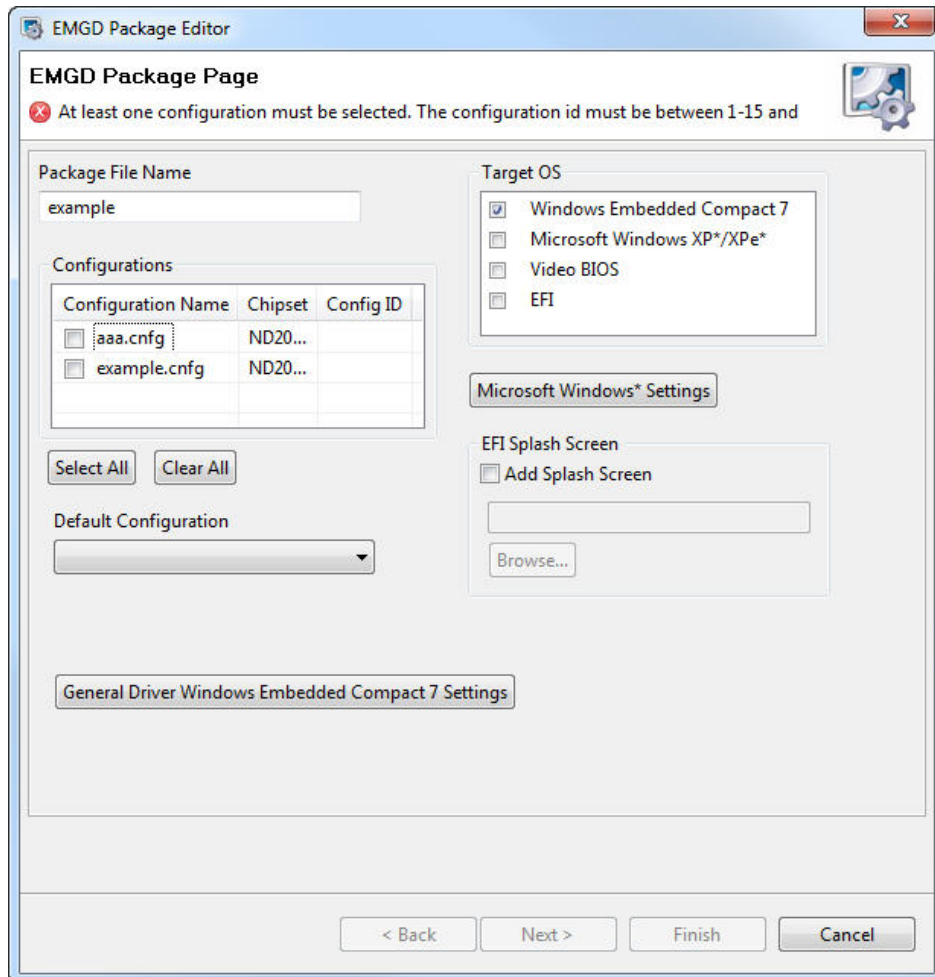 EMGD Package Editor
EMGD Package Page
At least one configuration must be selected. The configuration id must be between 1-15 and
Package File Name
example
Configurations
Configuration Name Chipset Config ID
aaa.cnfg ND20...
example.cnfg ND20...
Select All Clear All
Default Configuration
General Driver Windows Embedded Compact 7 Settings
Target OS
Windows Embedded Compact 7
Microsoft Windows XP*/XPe*
Video BIOS
EFI
Microsoft Windows* Settings
EFI Splash Screen
Add Splash Screen
Browse...
< Back Next > Finish Cancel